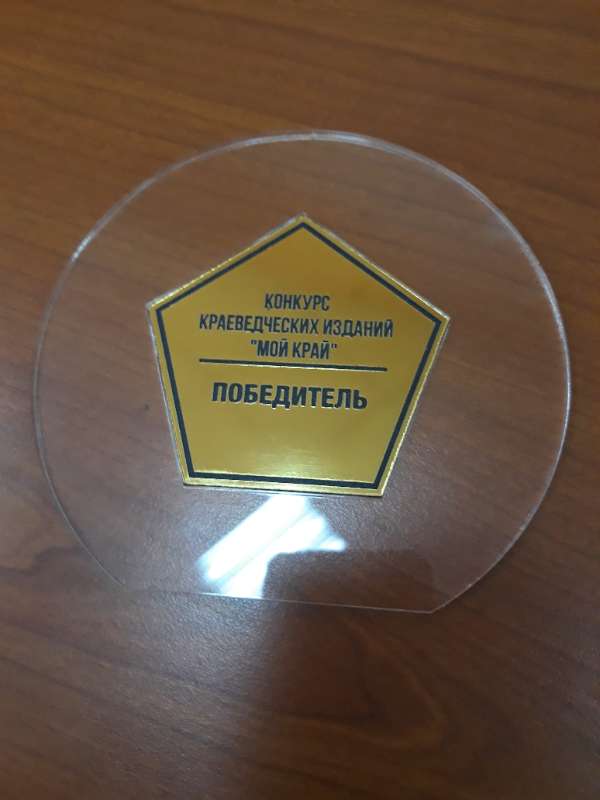 КОНКУРС
КРАЕВЕДЧЕСКИХ ИЗДАНИЙ
"МОЙ КРАЙ"
ПОБЕДИТЕЛЬ